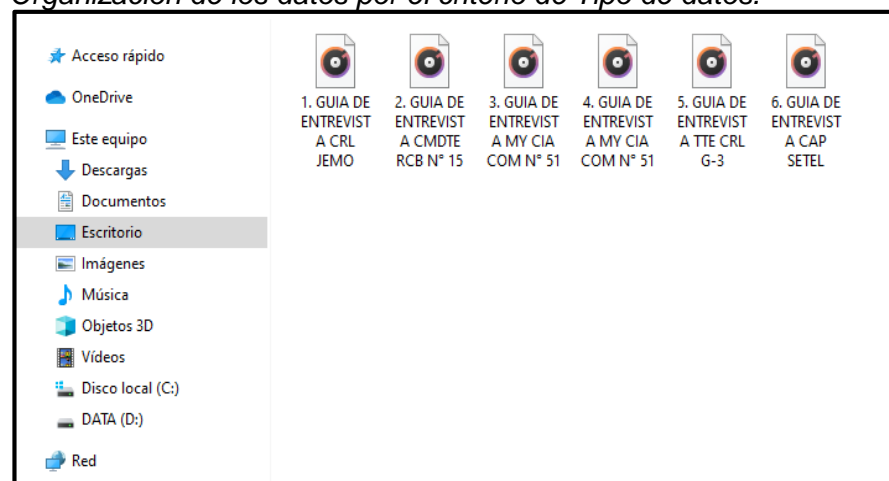 Organización de los datos por el criterio de Tipo de datos.
Acceso rápido
OneDrive
Este equipo
Descargas
Documentos
Escritorio
Imágenes
Música
Objetos 3D
Vídeos
Disco local (C:)
DATA (D:)
Red
1. GUIA DE
ENTREVIST
A CRL
JEMO
2. GUIA DE
ENTREVIST
A CMDTE
RCB N° 15
3. GUIA DE
ENTREVIST
A MY CIA
COM N° 51
4. GUIA DE
ENTREVIST
A MY CIA
COM N° 51
5. GUIA DE
ENTREVIST
A TTE CRL
G-3
6. GUIA DE
ENTREVIST
A CAP
SETEL